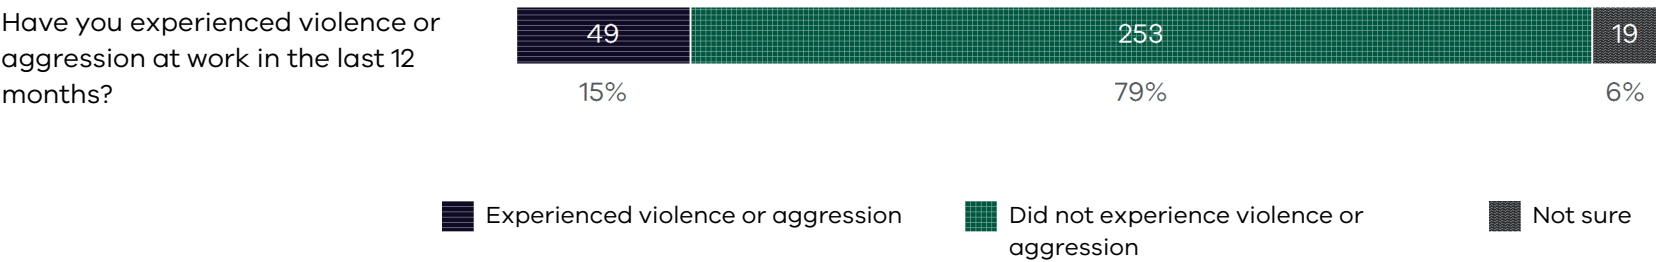 Have you experienced violence or
aggression at work in the last 12
months?
49
253
19
15%
79%
6%
Experienced violence or aggression
Did not experience violence or
aggression
Not sure